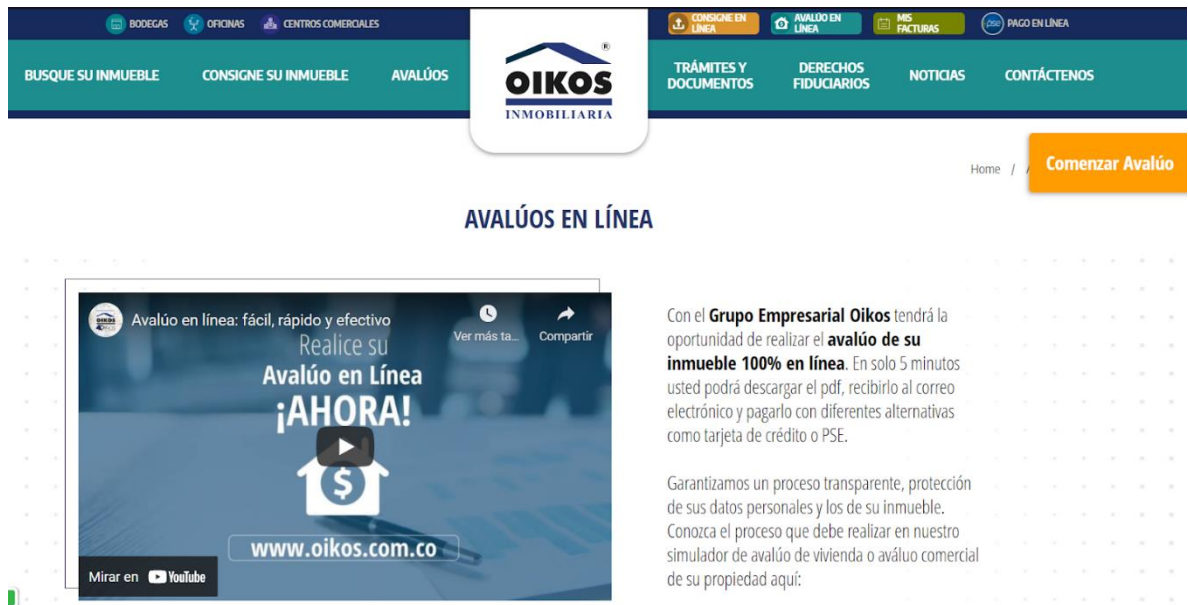 BODEGAS
OFICINAS
CENTROS COMERCIALES
CONSIGNE EN
LÍNEA
AVALÚO EN
LÍNEA
MIS
FACTURAS
pse PAGO EN LÍNEA
BUSQUE SU INMUEBLE
CONSIGNE SU INMUEBLE
AVALÚOS
OIKOS®
INMOBILIARIA
TRÁMITES Y
DOCUMENTOS
DERECHOS
FIDUCIARIOS
NOTICIAS
CONTÁCTENOS
Home /
Comenzar Avalúo
AVALÚOS EN LÍNEA
OIKOS
Avalúo en línea: fácil, rápido y efectivo
Ver más ta...
Compartir
Realice su
Avalúo en Línea
¡AHORA!
$
www.oikos.com.co
Mirar en YouTube
Con el Grupo Empresarial Oikos tendrá la
oportunidad de realizar el avalúo de su
inmueble 100% en línea. En solo 5 minutos
usted podrá descargar el pdf, recibirlo al correo
electrónico y pagarlo con diferentes alternativas
como tarjeta de crédito o PSE.
Garantizamos un proceso transparente, protección
de sus datos personales y los de su inmueble.
Conozca el proceso que debe realizar en nuestro
simulador de avalúo de vivienda o aváluo comercial
de su propiedad aquí: